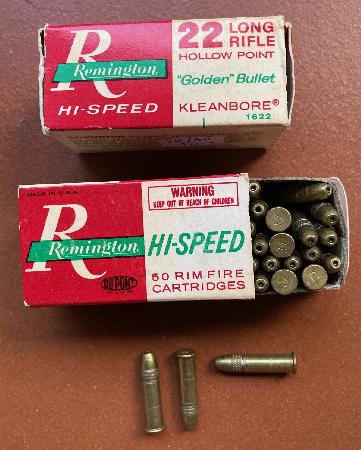 R
Remington
HI-SPEED
22 LONG
RIFLE
HOLLOW POINT
"Golden" Bullet
KLEANBORE®
1622
MADE IN U.S.A.
R
Remington
WARNING
KEEP OUT OF REACH OF CHILDREN
HI-SPEED
50 RIM FIRE
CARTRIDGES
DU PONT